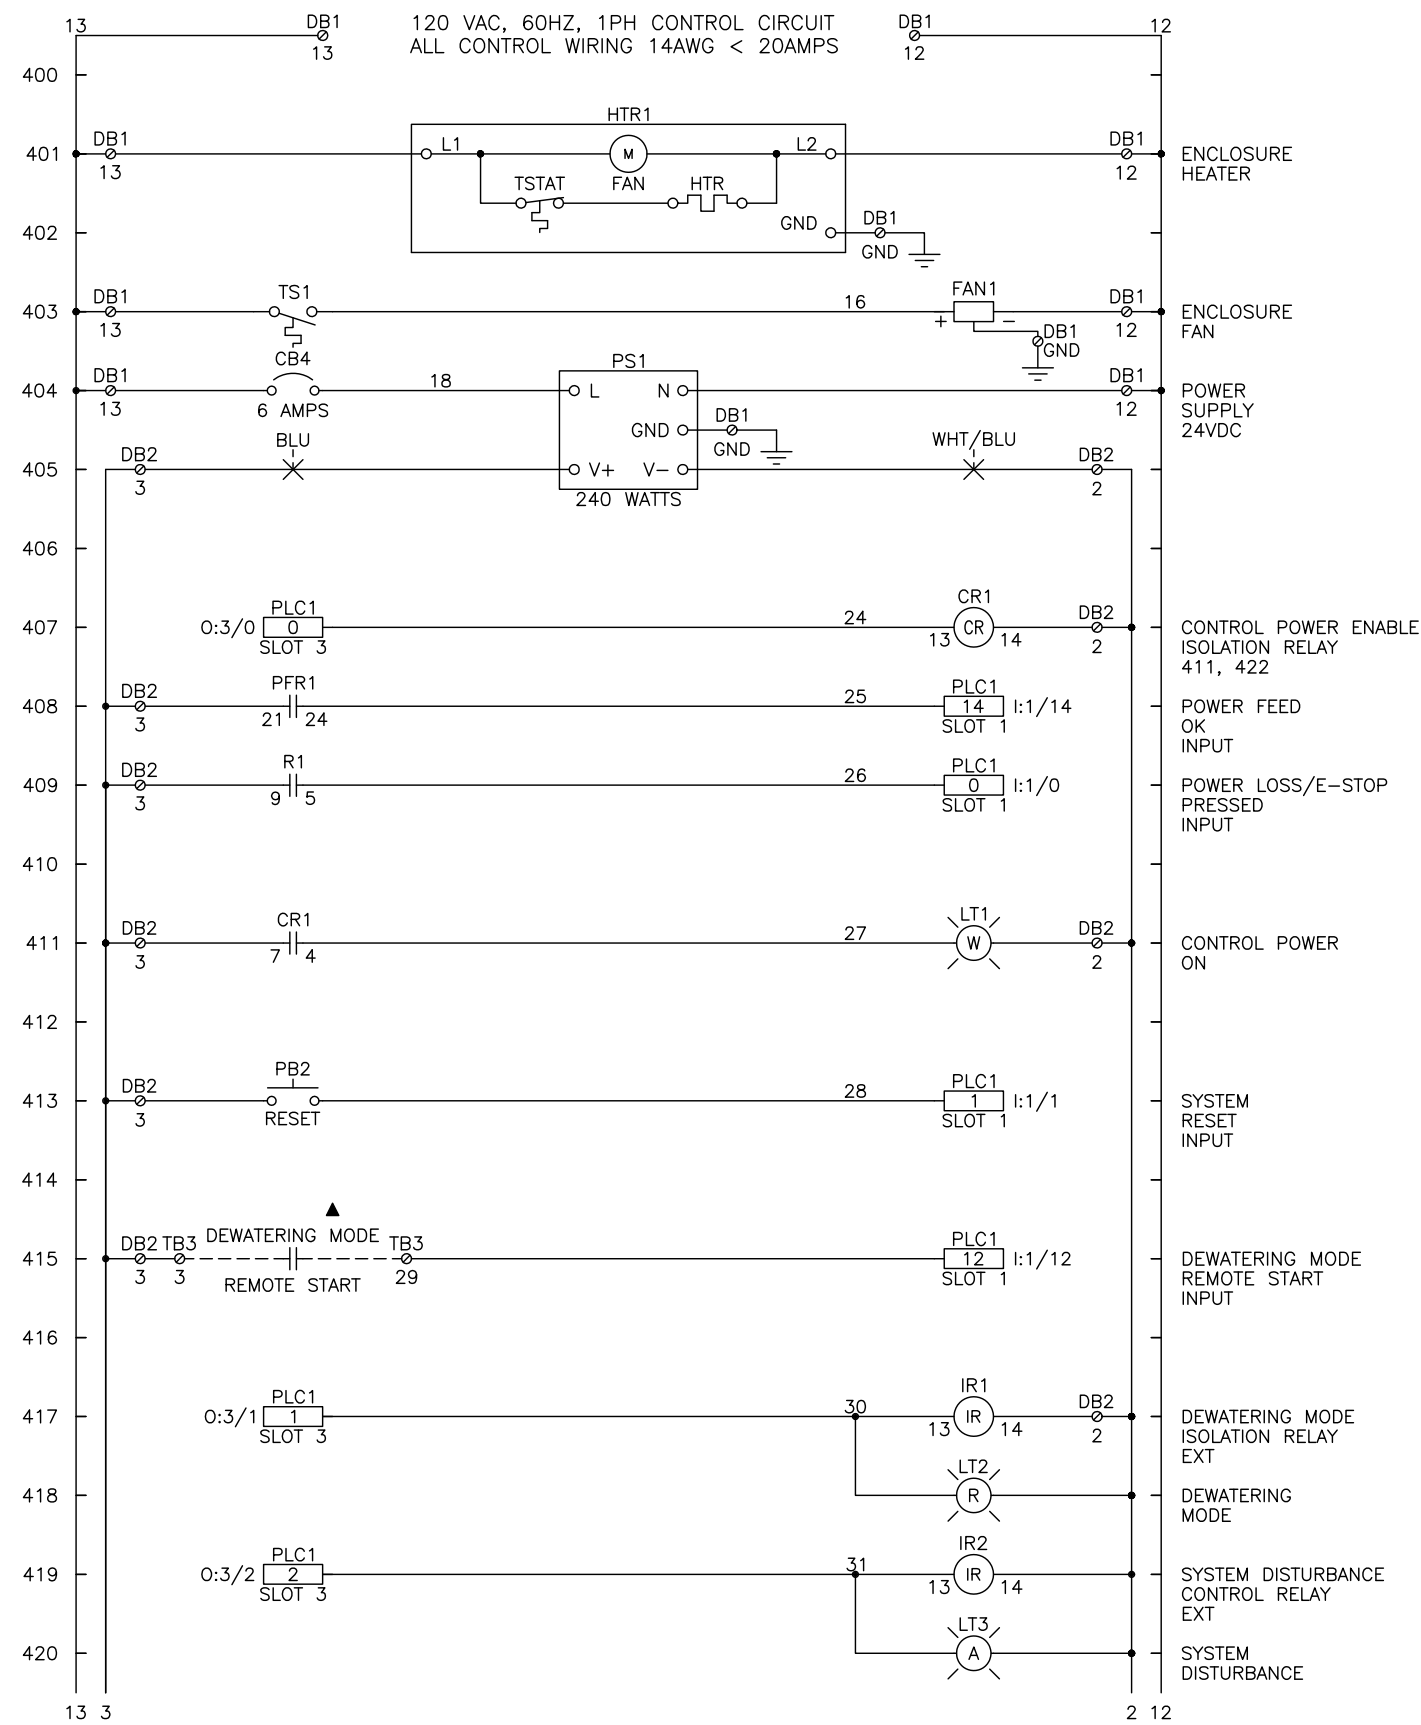 13 DB1 120 VAC, 60HZ, 1PH CONTROL CIRCUIT DB1 12
13 ALL CONTROL WIRING 14AWG < 20AMPS 12
400
HTR1
401 DB1 L1 M L2 DB1 ENCLOSURE
13 TSTAT FAN HTR 12 HEATER
402 GND DB1
GND
DB1 TS1 FAN1 DB1
403 16 ENCLOSURE
13 + − 12 FAN
DB1
GND
CB4 PS1
DB1 18 DB1
404 L N POWER
13 6 AMPS 12 SUPPLY
GND DB1 24VDC
BLU GND WHT/BLU
405 DB2 V+ V− DB2
3 240 WATTS 2
406
PLC1 CR1
407 O:3/0 0 24 CR DB2 CONTROL POWER ENABLE
SLOT 3 13 14 2 ISOLATION RELAY
411, 422
DB2 PFR1 PLC1
408 25 14 I:1/14 POWER FEED
3 21 24 SLOT 1 OK
INPUT
DB2 R1 PLC1
409 26 0 I:1/0 POWER LOSS/E−STOP
3 9 5 SLOT 1 PRESSED
INPUT
410
DB2 CR1 LT1 DB2
411 27 W CONTROL POWER
3 7 4 2 ON
412
DB2 PB2 PLC1
413 28 1 I:1/1 SYSTEM
3 RESET SLOT 1 RESET
INPUT
414
DEWATERING MODE
DB2 TB3 TB3 PLC1
415 12 I:1/12 DEWATERING MODE
3 3 REMOTE START 29 SLOT 1 REMOTE START
INPUT
416
PLC1 IR1
417 O:3/1 1 30 IR DB2 DEWATERING MODE
SLOT 3 13 14 2 ISOLATION RELAY
EXT
LT2
418 R DEWATERING
MODE
PLC1 IR2
419 O:3/2 2 31 IR SYSTEM DISTURBANCE
SLOT 3 13 14 CONTROL RELAY
EXT
LT3
420 A SYSTEM
DISTURBANCE
13 3 2 12